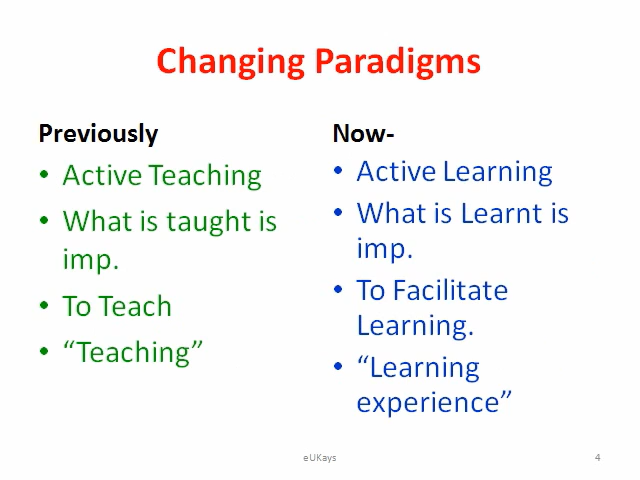 Changing Paradigms
Previously
• Active Teaching
• What is taught is
imp.
• To Teach
• “Teaching”
Now-
• Active Learning
• What is Learnt is
imp.
• To Facilitate
Learning.
• “Learning
experience”
eUKays
4